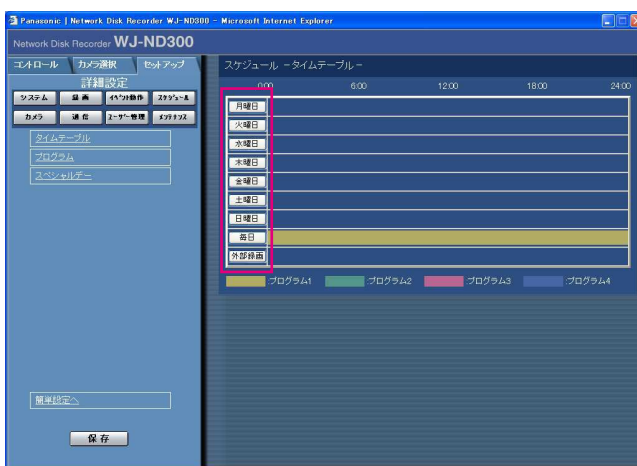 Panasonic | Network Disk Recorder WJ-ND300 - Microsoft Internet Explorer
Network Disk Recorder WJ-ND300
コントロール カメラ選択 セットアップ
スケジュール －タイムテーブル－
詳細設定
0:00 6:00 12:00 18:00 24:00
システム 録画 イベント動作 スケジュール
カメラ 通信 ユーザー管理 メンテナンス
タイムテーブル
プログラム
スペシャルデー
月曜日
火曜日
水曜日
木曜日
金曜日
土曜日
日曜日
毎日
外部録画
:プログラム1 :プログラム2 :プログラム3 :プログラム4
簡単設定へ
保存